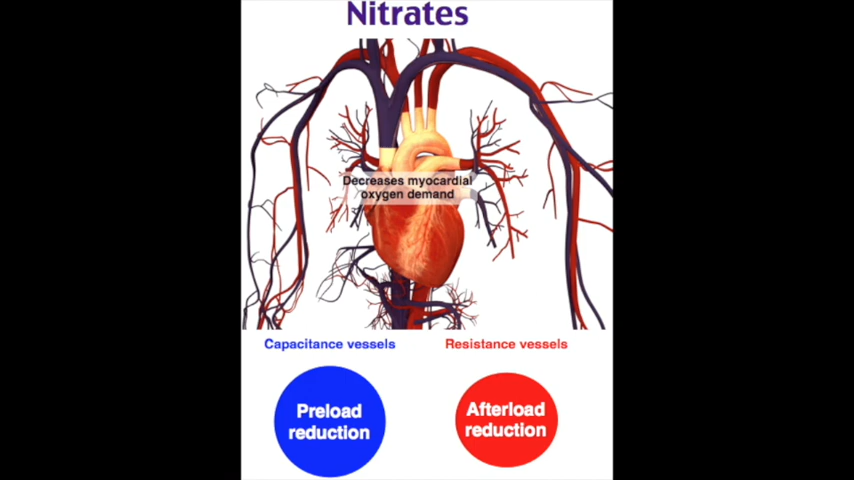 Nitrates
Decreases myocardial
oxygen demand
Capacitance vessels
Resistance vessels
Preload
reduction
Afterload
reduction